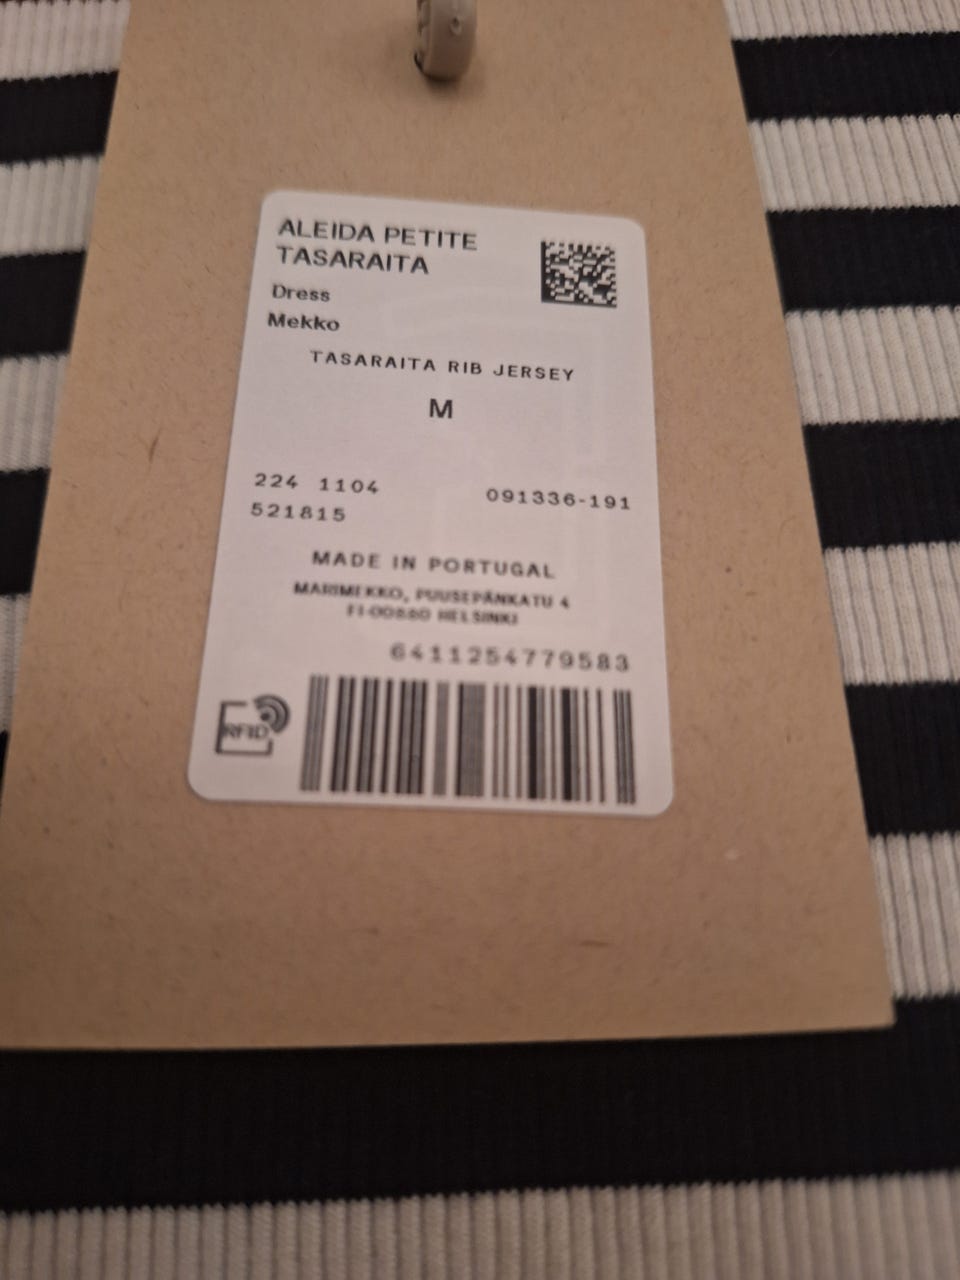 ALEIDA PETITE
TASARAITA
Dress
Mekko
TASARAITA RIB JERSEY
M
224 1104
091336-191
521815
MADE IN PORTUGAL
MARIMEKKO, PUUSEPÄNKATU 4
FI-00880 HELSINKI
6411254779583
RFID